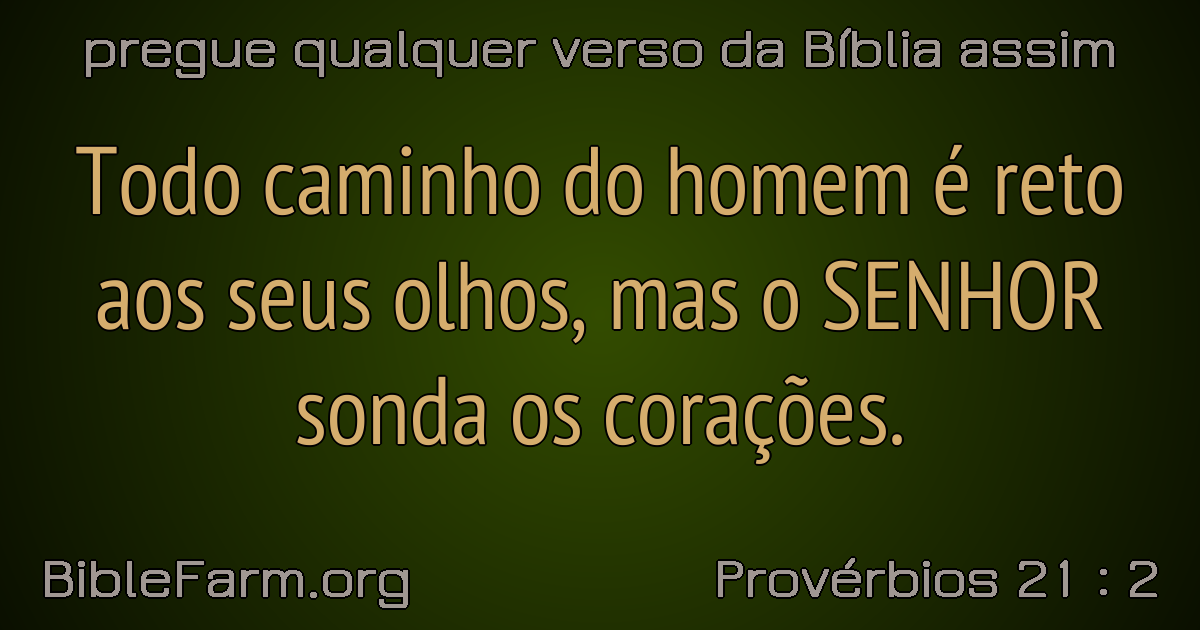 pregue qualquer verso da Bíblia assim
Todo caminho do homem é reto
aos seus olhos, mas o SENHOR
sonda os corações.
BibleFarm.org
Provérbios 21 : 2